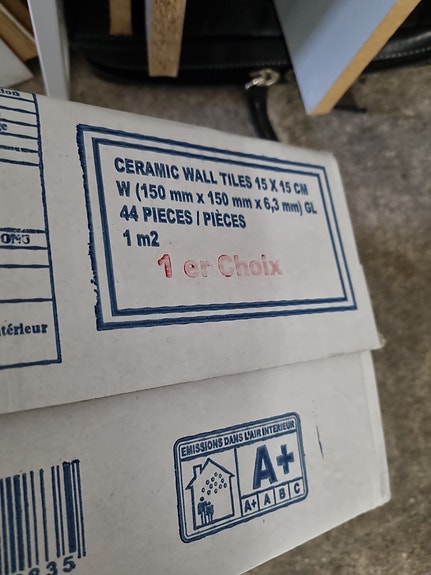 CERAMIC WALL TILES 15 X 15 CM
W (150 mm x 150 mm x 6,3 mm) GL
44 PIECES / PIÈCES
1 m2
1 er Choix
térieur
EMISSIONS DANS L'AIR INTERIEUR
A+
A+ A B C
835